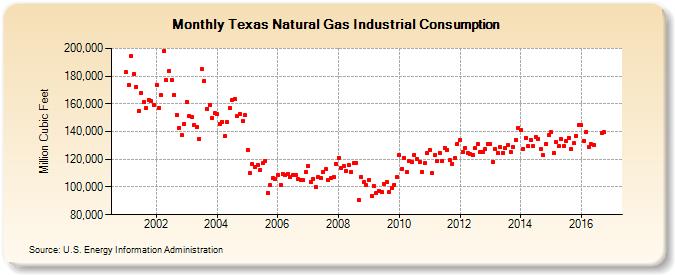 Monthly Texas Natural Gas Industrial Consumption
Million Cubic Feet
200,000
180,000
160,000
140,000
120,000
100,000
80,000
2002 2004 2006 2008 2010 2012 2014 2016
Source: U.S. Energy Information Administration